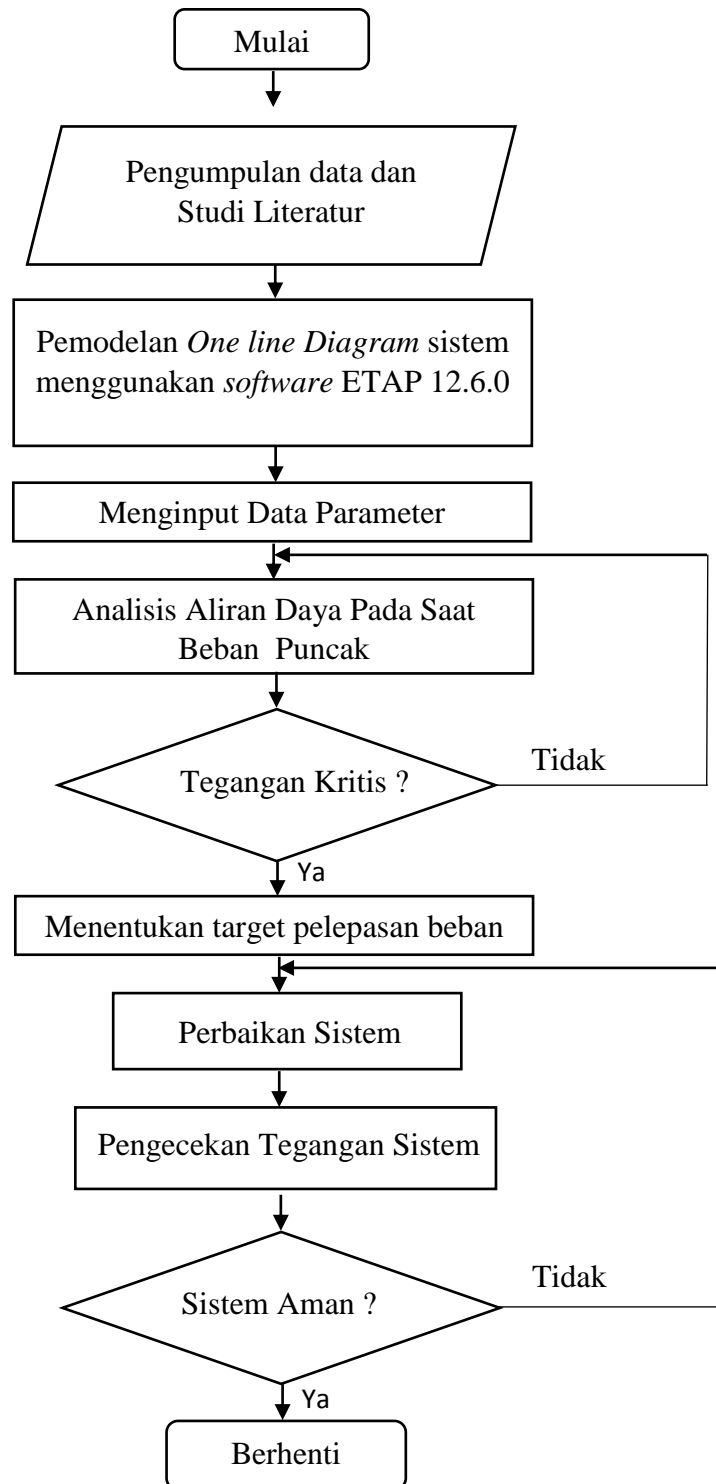 Mulai
Pengumpulan data dan
Studi Literatur
Pemodelan One line Diagram sistem
menggunakan software ETAP 12.6.0
Menginput Data Parameter
Analisis Aliran Daya Pada Saat
Beban Puncak
Tegangan Kritis ?
Tidak
Ya
Menentukan target pelepasan beban
Perbaikan Sistem
Pengecekan Tegangan Sistem
Sistem Aman ?
Tidak
Ya
Berhenti